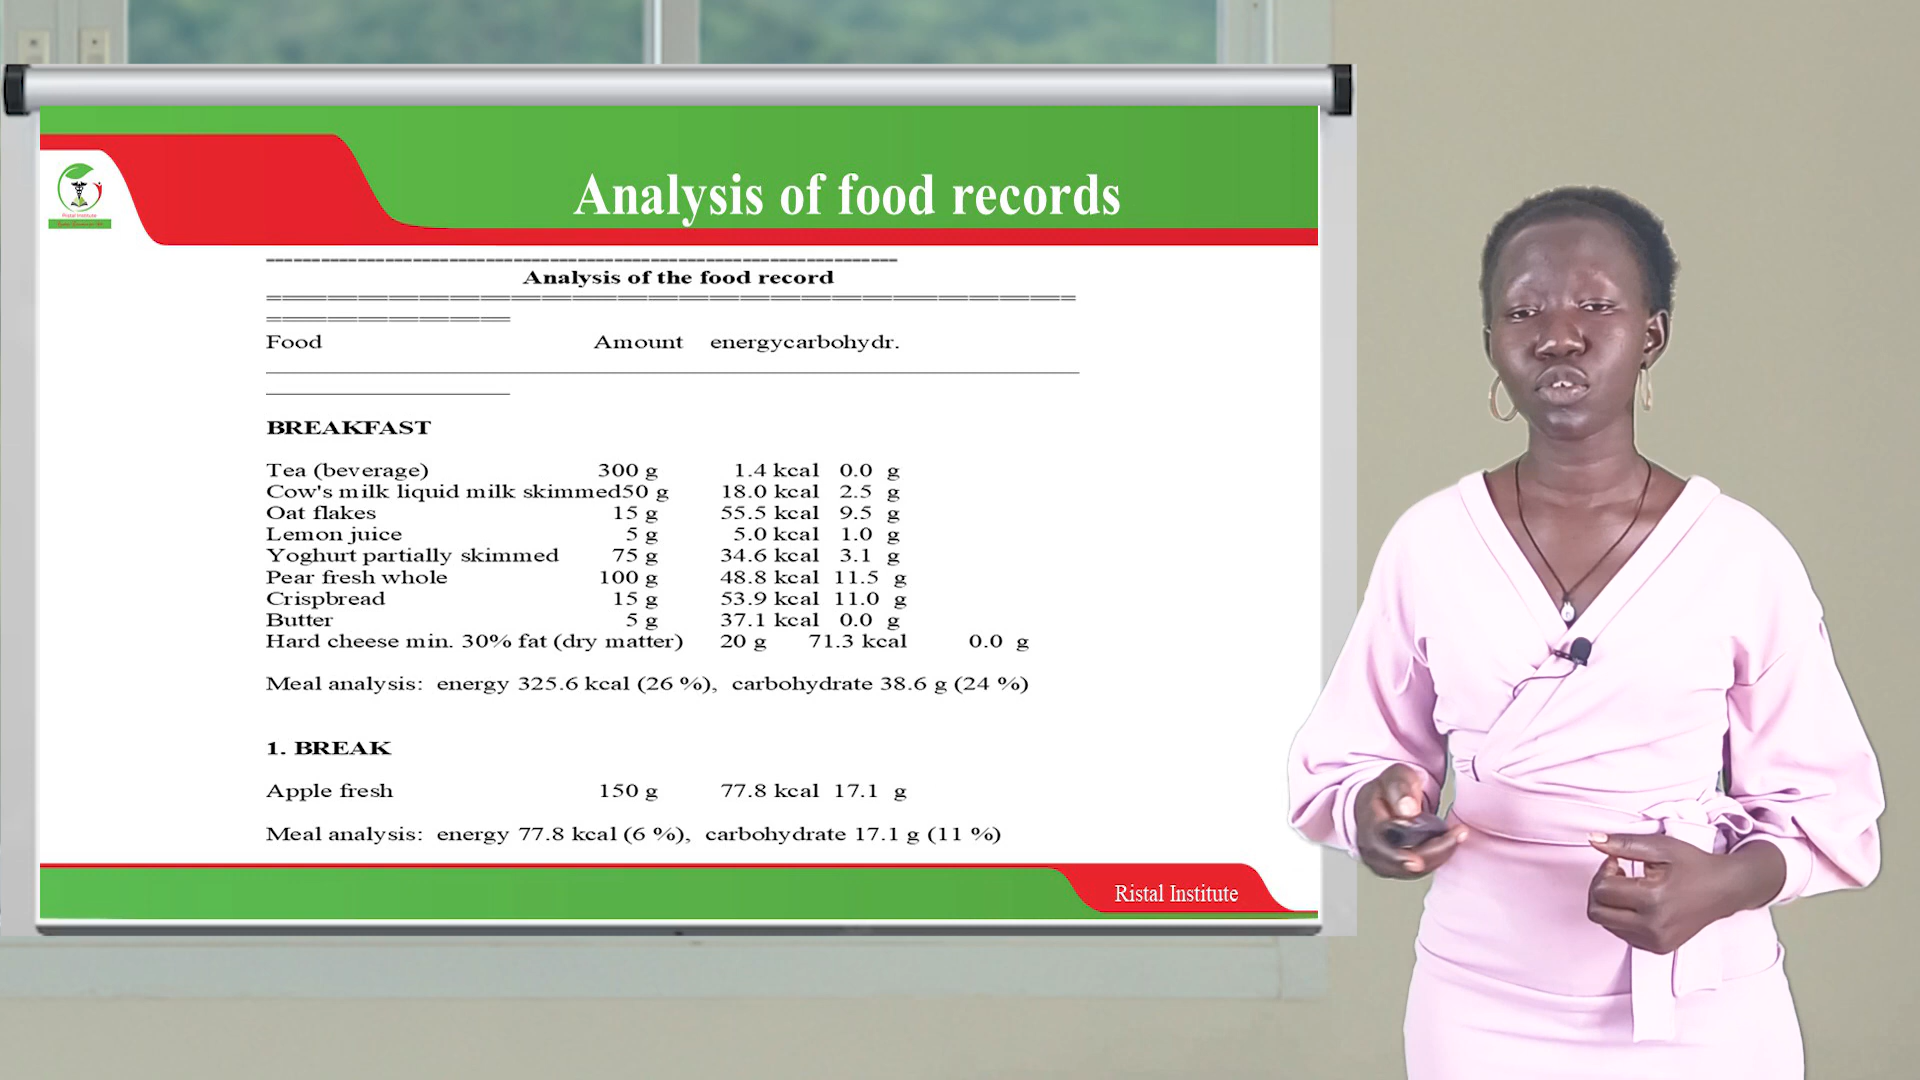 Analysis of food records
Ristal Institute
Analysis of the food record
Food Amount energycarbohydr.
BREAKFAST
Tea (beverage) 300 g 1.4 kcal 0.0 g
Cow's milk liquid milk skimmed50 g 18.0 kcal 2.5 g
Oat flakes 15 g 55.5 kcal 9.5 g
Lemon juice 5 g 5.0 kcal 1.0 g
Yoghurt partially skimmed 75 g 34.6 kcal 3.1 g
Pear fresh whole 100 g 48.8 kcal 11.5 g
Crispbread 15 g 53.9 kcal 11.0 g
Butter 5 g 37.1 kcal 0.0 g
Hard cheese min. 30% fat (dry matter) 20 g 71.3 kcal 0.0 g
Meal analysis: energy 325.6 kcal (26 %), carbohydrate 38.6 g (24 %)
1. BREAK
Apple fresh 150 g 77.8 kcal 17.1 g
Meal analysis: energy 77.8 kcal (6 %), carbohydrate 17.1 g (11 %)
Ristal Institute